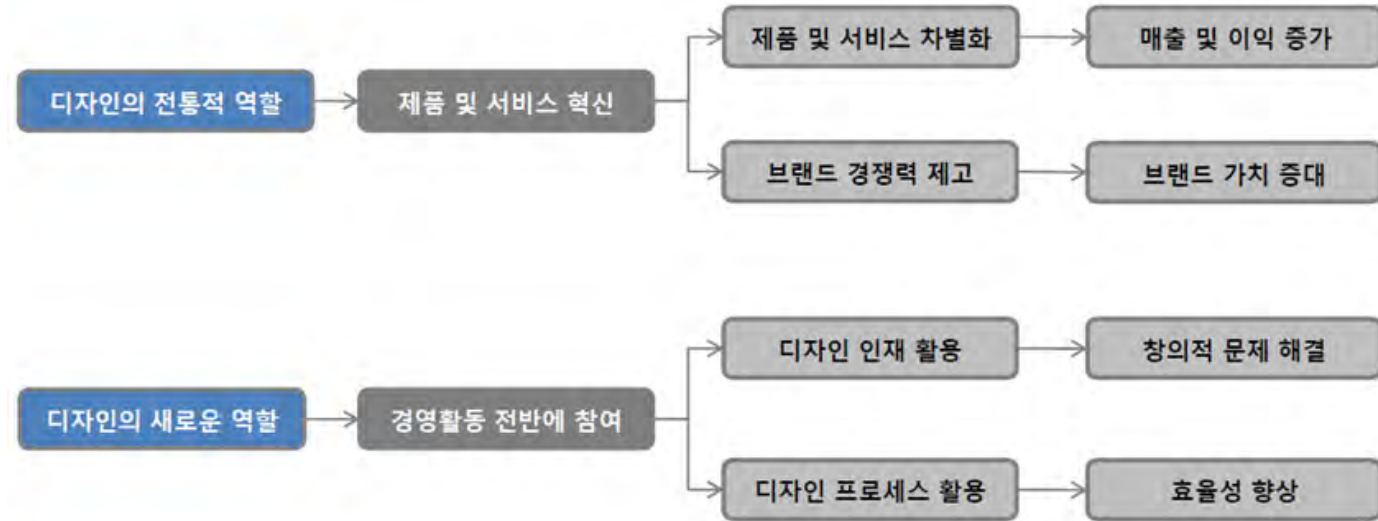 제품 및 서비스 차별화
매출 및 이익 증가
디자인의 전통적 역할
제품 및 서비스 혁신
브랜드 경쟁력 제고
브랜드 가치 증대
디자인 인재 활용
창의적 문제 해결
디자인의 새로운 역할
경영활동 전반에 참여
디자인 프로세스 활용
효율성 향상